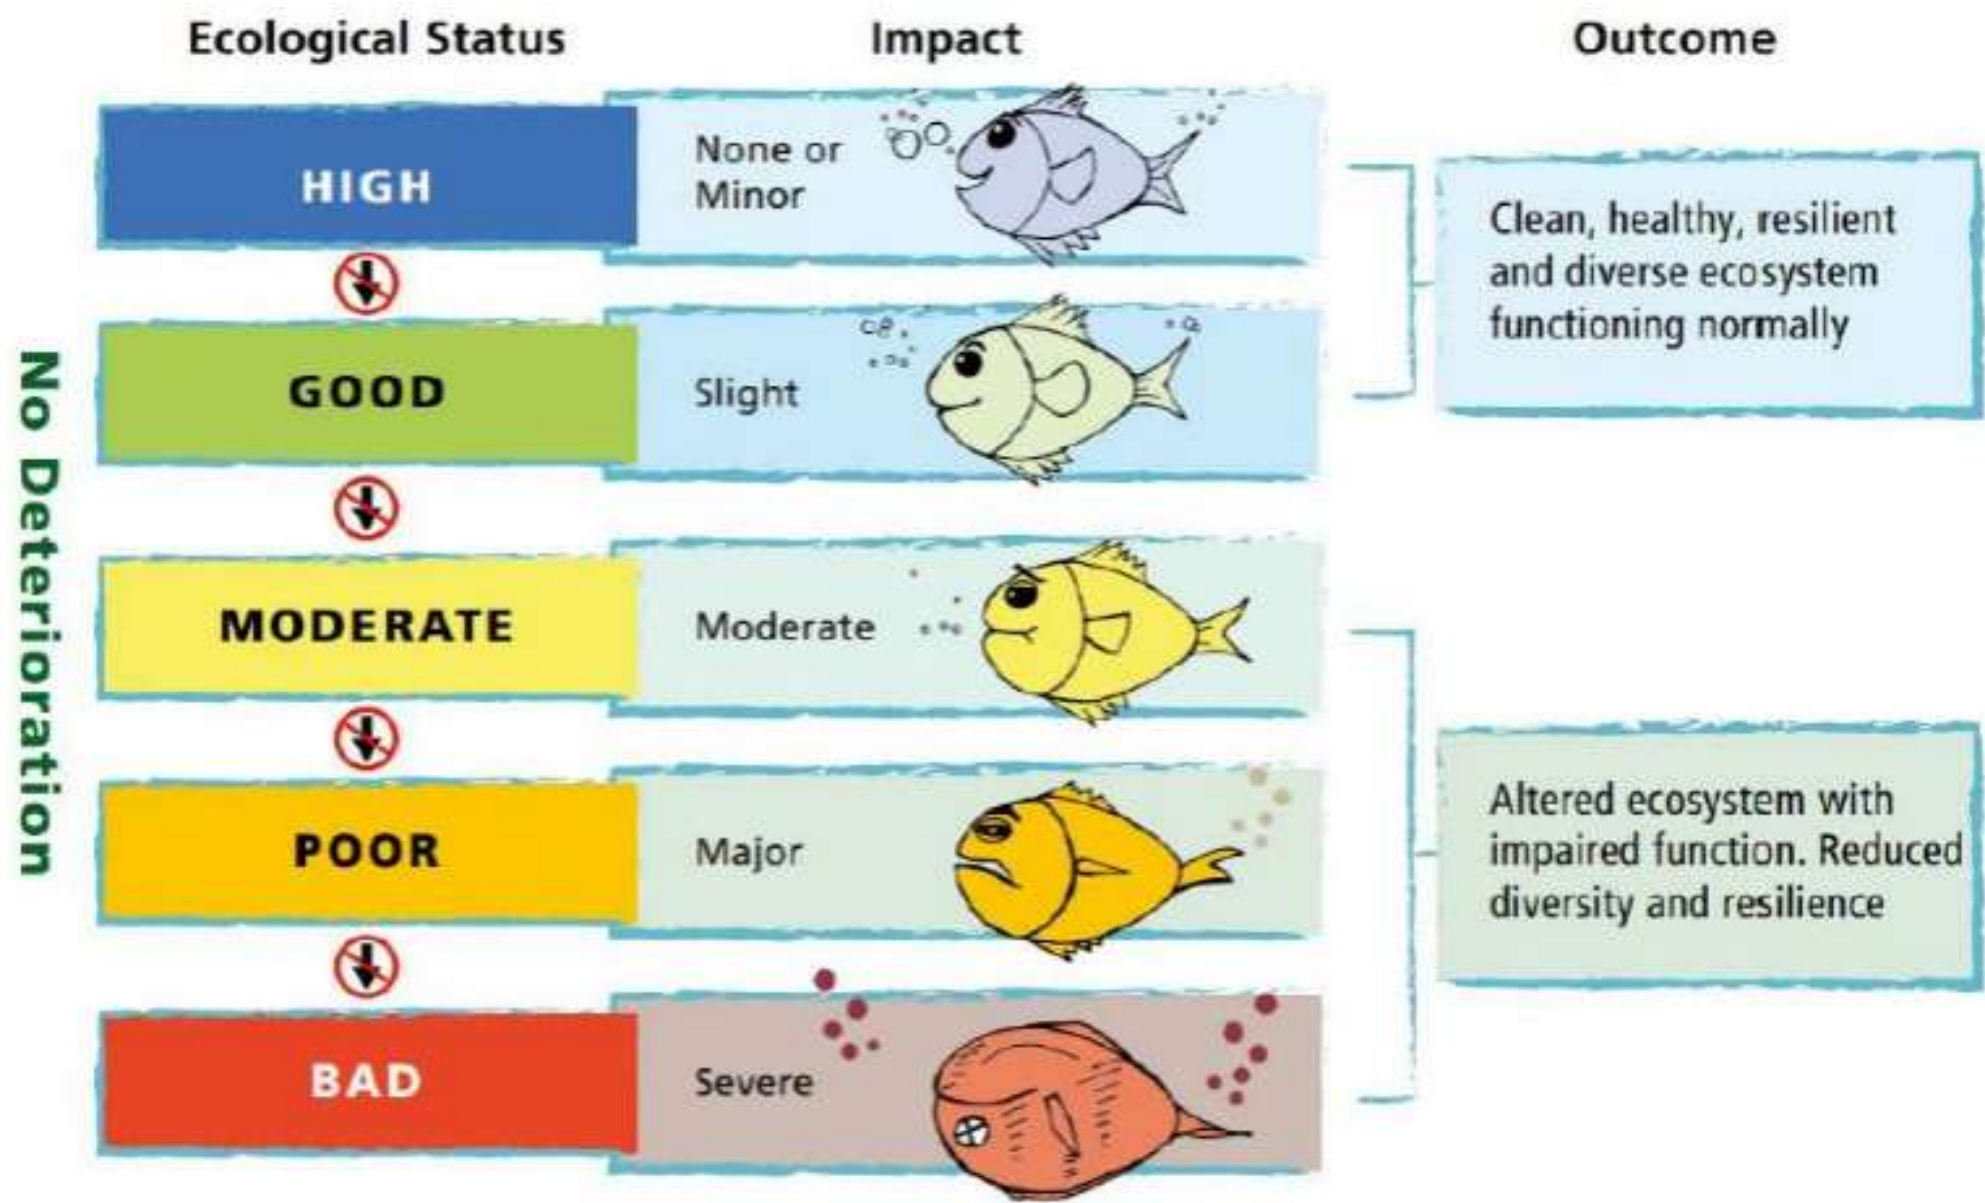 Ecological Status
Impact
Outcome
No Deterioration
HIGH
None or
Minor
Clean, healthy, resilient
and diverse ecosystem
functioning normally
GOOD
Slight
MODERATE
Moderate
POOR
Major
Altered ecosystem with
impaired function. Reduced
diversity and resilience
BAD
Severe